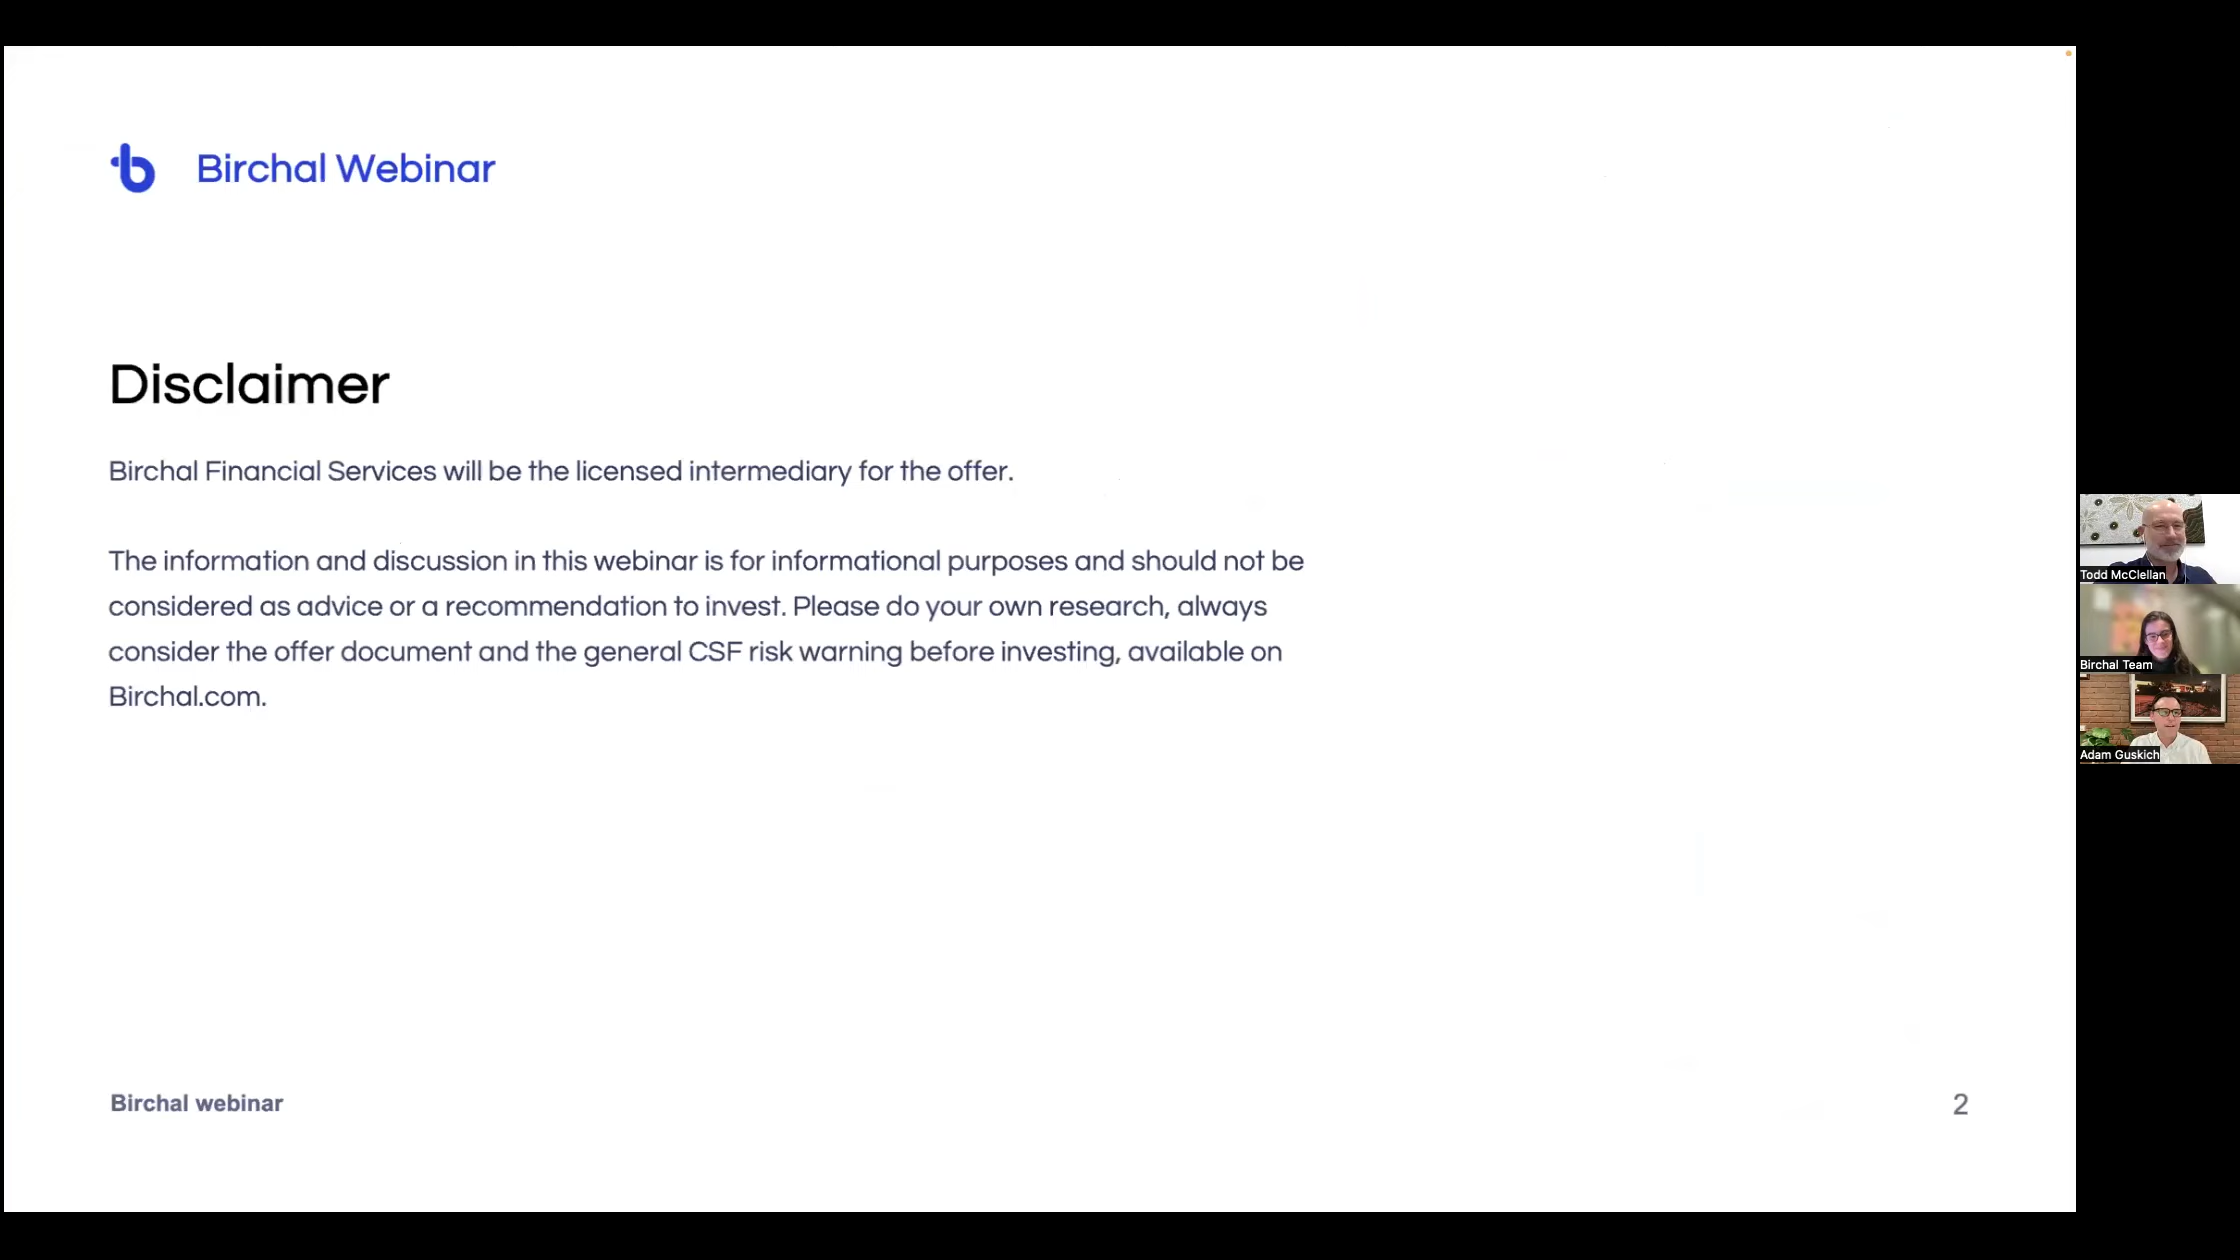 Birchal Webinar
Disclaimer
Birchal Financial Services will be the licensed intermediary for the offer.
The information and discussion in this webinar is for informational purposes and should not be
considered as advice or a recommendation to invest. Please do your own research, always
consider the offer document and the general CSF risk warning before investing, available on
Birchal.com.
Todd McClellan
Birchal Team
Adam Guskich
Birchal webinar
2